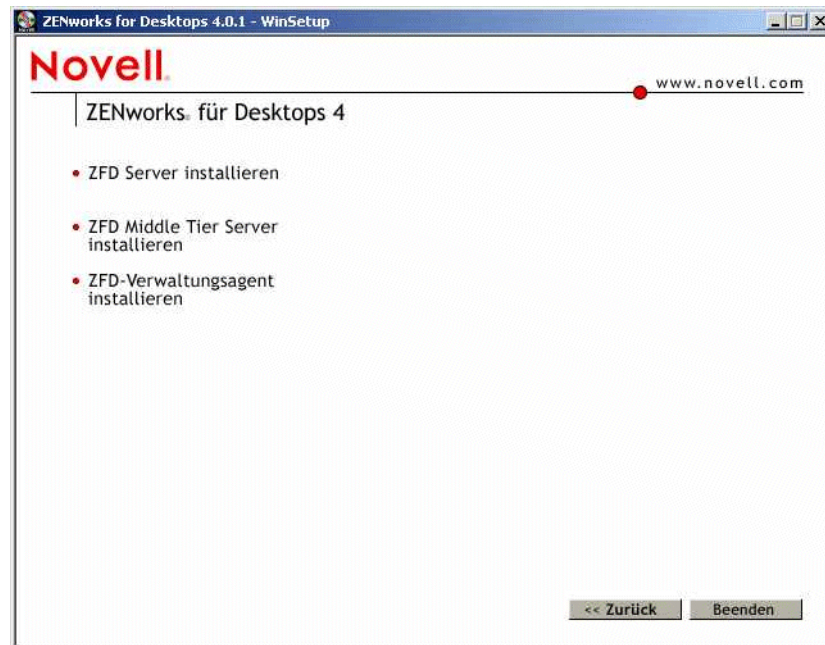 ZENworks for Desktops 4.0.1 - WinSetup
Novell.
www.novell.com
ZENworks. für Desktops 4
ZFD Server installieren
ZFD Middle Tier Server
installieren
ZFD-Verwaltungsagent
installieren
<< Zurück
Beenden